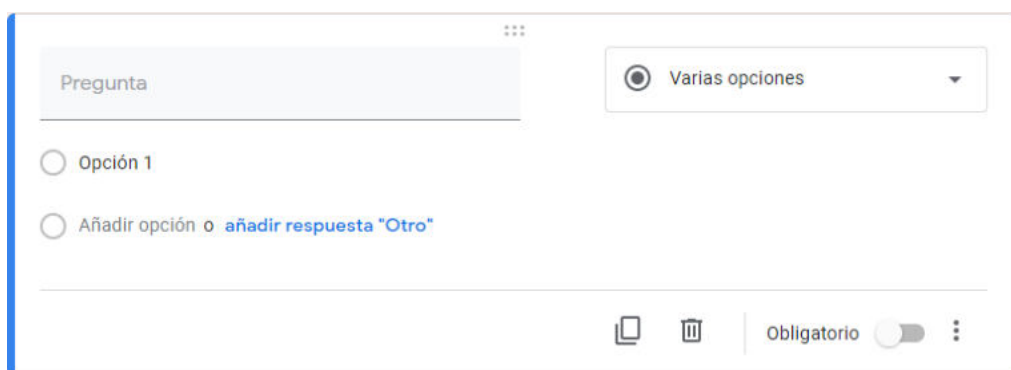 Pregunta
Varias opciones
Opción 1
Añadir opción o añadir respuesta "Otro"
Obligatorio